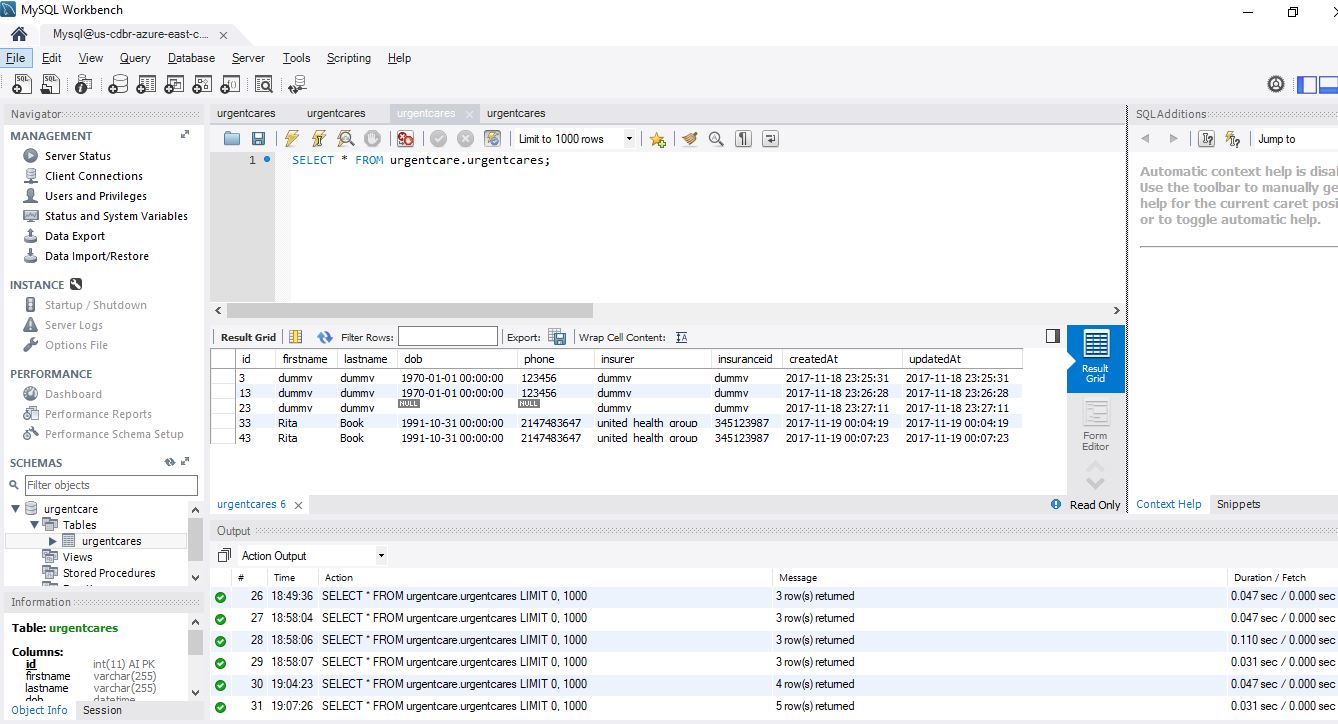 MySQL Workbench
Mysql@us-cdbr-azure-east-c...
File Edit View Query Database Server Tools Scripting Help
Navigator
MANAGEMENT
Server Status
Client Connections
Users and Privileges
Status and System Variables
Data Export
Data Import/Restore
INSTANCE
Startup / Shutdown
Server Logs
Options File
PERFORMANCE
Dashboard
Performance Reports
Performance Schema Setup
SCHEMAS
Filter objects
urgentcare
Tables
urgentcares
Views
Stored Procedures
Information
Table: urgentcares
Columns:
id int(11) AI PK
firstname varchar(255)
lastname varchar(255)
dob datetime
Object Info Session
urgentcares urgentcares urgentcares urgentcares
Limit to 1000 rows
1 SELECT * FROM urgentcare.urgentcares;
Result Grid Filter Rows: Export: Wrap Cell Content:
id firstname lastname dob phone insurer insuranceid createdAt updatedAt
3 dummy dummy 1970-01-01 00:00:00 123456 dummy dummy 2017-11-18 23:25:31 2017-11-18 23:25:31
13 dummy dummy 1970-01-01 00:00:00 123456 dummy dummy 2017-11-18 23:26:28 2017-11-18 23:26:28
23 dummy dummy NULL NULL dummy dummy 2017-11-18 23:27:11 2017-11-18 23:27:11
33 Rita Book 1991-10-31 00:00:00 2147483647 united health group 345123987 2017-11-19 00:04:19 2017-11-19 00:04:19
43 Rita Book 1991-10-31 00:00:00 2147483647 united health group 345123987 2017-11-19 00:07:23 2017-11-19 00:07:23
Result
Grid
Form
Editor
urgentcares 6
Read Only
SQLAdditions
Jump to
Automatic context help is disa
Use the toolbar to manually ge
help for the current caret posi
or to toggle automatic help.
Context Help Snippets
Output
Action Output
# Time Action Message Duration / Fetch
26 18:49:36 SELECT * FROM urgentcare.urgentcares LIMIT 0, 1000 3 row(s) returned 0.047 sec / 0.000 sec
27 18:58:04 SELECT * FROM urgentcare.urgentcares LIMIT 0, 1000 3 row(s) returned 0.047 sec / 0.000 sec
28 18:58:06 SELECT * FROM urgentcare.urgentcares LIMIT 0, 1000 3 row(s) returned 0.110 sec / 0.000 sec
29 18:58:07 SELECT * FROM urgentcare.urgentcares LIMIT 0, 1000 3 row(s) returned 0.031 sec / 0.000 sec
30 19:04:23 SELECT * FROM urgentcare.urgentcares LIMIT 0, 1000 4 row(s) returned 0.047 sec / 0.000 sec
31 19:07:26 SELECT * FROM urgentcare.urgentcares LIMIT 0, 1000 5 row(s) returned 0.031 sec / 0.000 sec